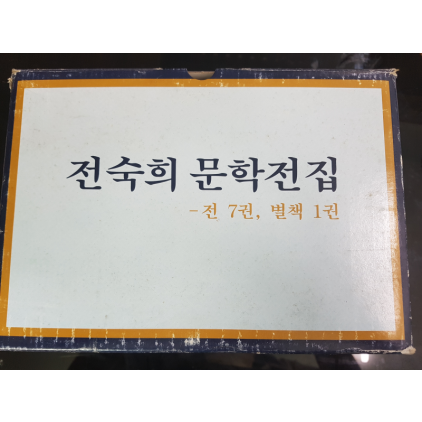 전숙희 문학전집
- 전 7권, 별책 1권